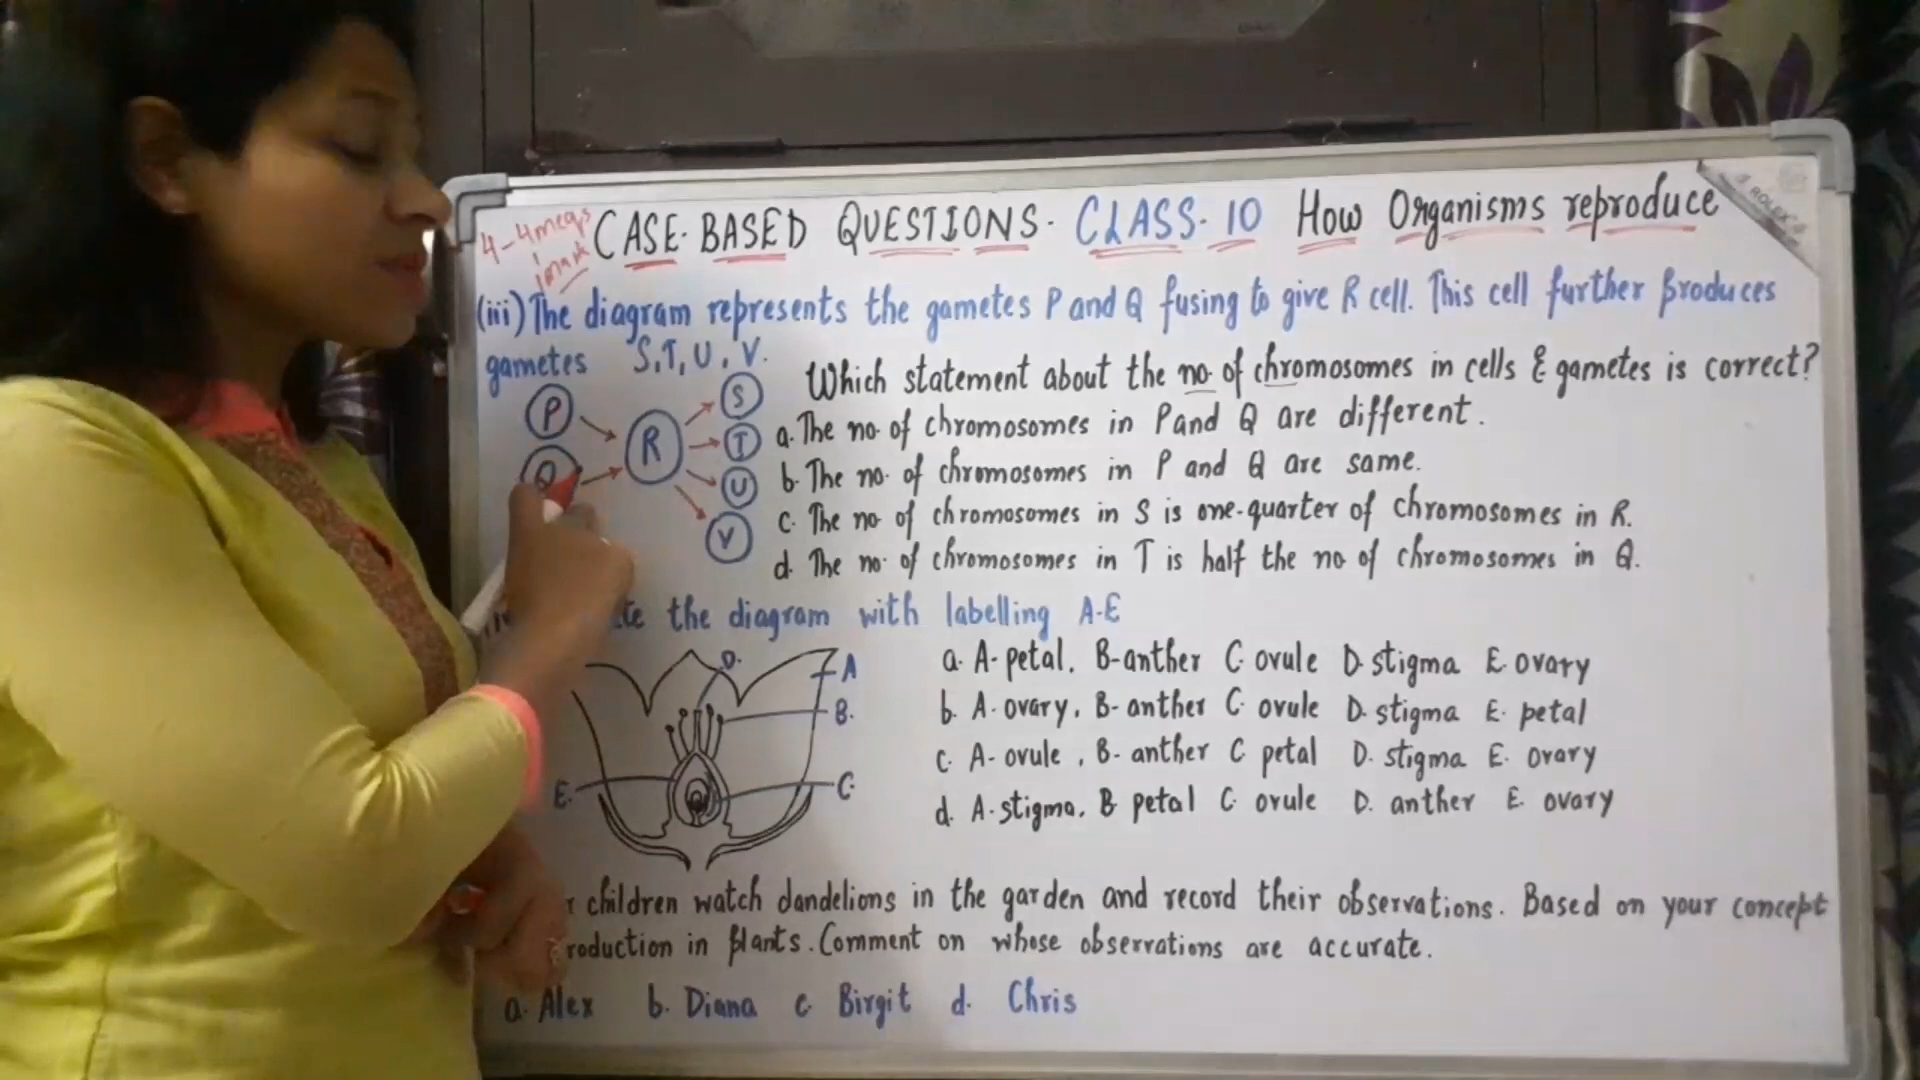 4-4 mcqs
1 mark
CASE-BASED QUESTIONS- CLASS-10 How Organisms reproduce
ROLEX
(iii) The diagram represents the gametes P and Q fusing to give R cell. This cell further produces
gametes S, T, U, V.
Which statement about the no. of chromosomes in cells & gametes is correct?
P
Q
R
S
T
U
V
a. The no. of chromosomes in P and Q are different.
b. The no. of chromosomes in P and Q are same.
c. The no of chromosomes in S is one-quarter of chromosomes in R.
d. The no. of chromosomes in T is half the no of chromosomes in Q.
the diagram with labelling A-E
D.
A
B.
C.
E.
a. A- petal, B-anther C. ovule D. stigma E. ovary
b. A- ovary, B- anther C. ovule D. stigma E. petal
c. A- ovule, B- anther C petal D. stigma E. ovary
d. A- stigma, B petal C. ovule D. anther E. ovary
children watch dandelions in the garden and record their observations. Based on your concept
roduction in plants. Comment on whose observations are accurate.
a. Alex b. Diana c. Birgit d. Chris